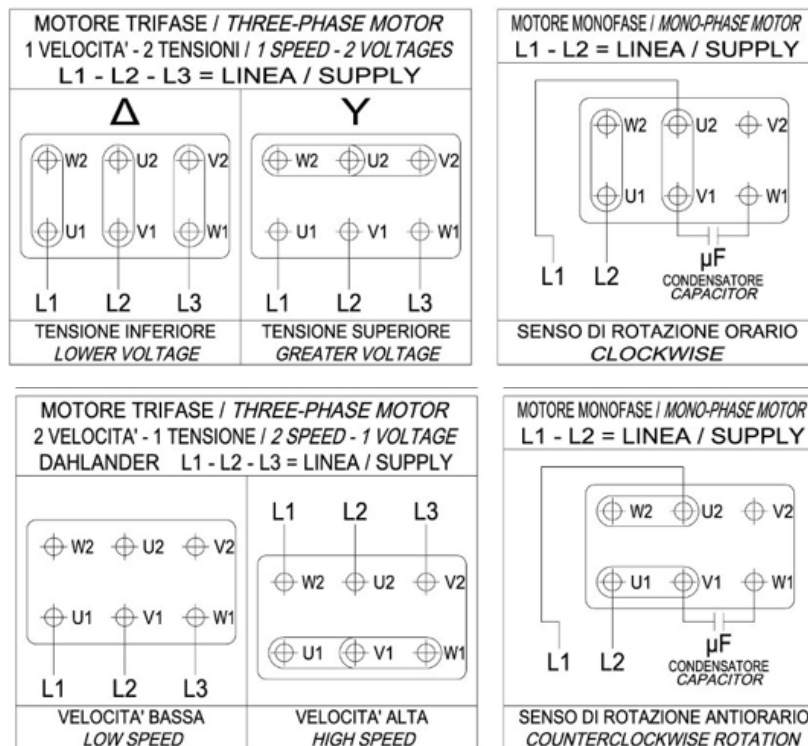 MOTORE TRIFASE / THREE-PHASE MOTOR
1 VELOCITA' - 2 TENSIONI / 1 SPEED - 2 VOLTAGES
L1 - L2 - L3 = LINEA / SUPPLY
Δ
W2 U2 V2
U1 V1 W1
L1 L2 L3
TENSIONE INFERIORE
LOWER VOLTAGE
Y
W2 U2 V2
U1 V1 W1
L1 L2 L3
TENSIONE SUPERIORE
GREATER VOLTAGE
MOTORE MONOFASE / MONO-PHASE MOTOR
L1 - L2 = LINEA / SUPPLY
W2 U2 V2
U1 V1 W1
L1 L2
µF
CONDENSATORE
CAPACITOR
SENSO DI ROTAZIONE ORARIO
CLOCKWISE
MOTORE TRIFASE / THREE-PHASE MOTOR
2 VELOCITA' - 1 TENSIONE / 2 SPEED - 1 VOLTAGE
DAHLANDER L1 - L2 - L3 = LINEA / SUPPLY
W2 U2 V2
U1 V1 W1
L1 L2 L3
VELOCITA' BASSA
LOW SPEED
L1 L2 L3
W2 U2 V2
U1 V1 W1
VELOCITA' ALTA
HIGH SPEED
MOTORE MONOFASE / MONO-PHASE MOTOR
L1 - L2 = LINEA / SUPPLY
W2 U2 V2
U1 V1 W1
L1 L2
µF
CONDENSATORE
CAPACITOR
SENSO DI ROTAZIONE ANTIORARIO
COUNTERCLOCKWISE ROTATION